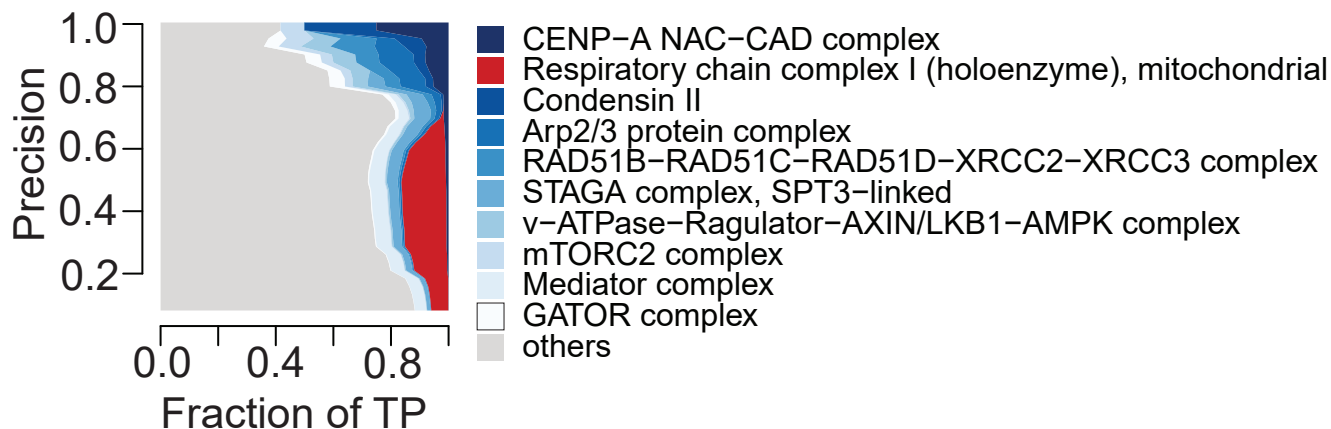 1.0
0.8
0.6
0.4
0.2
Precision
0.0 0.4 0.8
Fraction of TP
CENP−A NAC−CAD complex
Respiratory chain complex I (holoenzyme), mitochondrial
Condensin II
Arp2/3 protein complex
RAD51B−RAD51C−RAD51D−XRCC2−XRCC3 complex
STAGA complex, SPT3−linked
v−ATPase−Ragulator−AXIN/LKB1−AMPK complex
mTORC2 complex
Mediator complex
GATOR complex
others